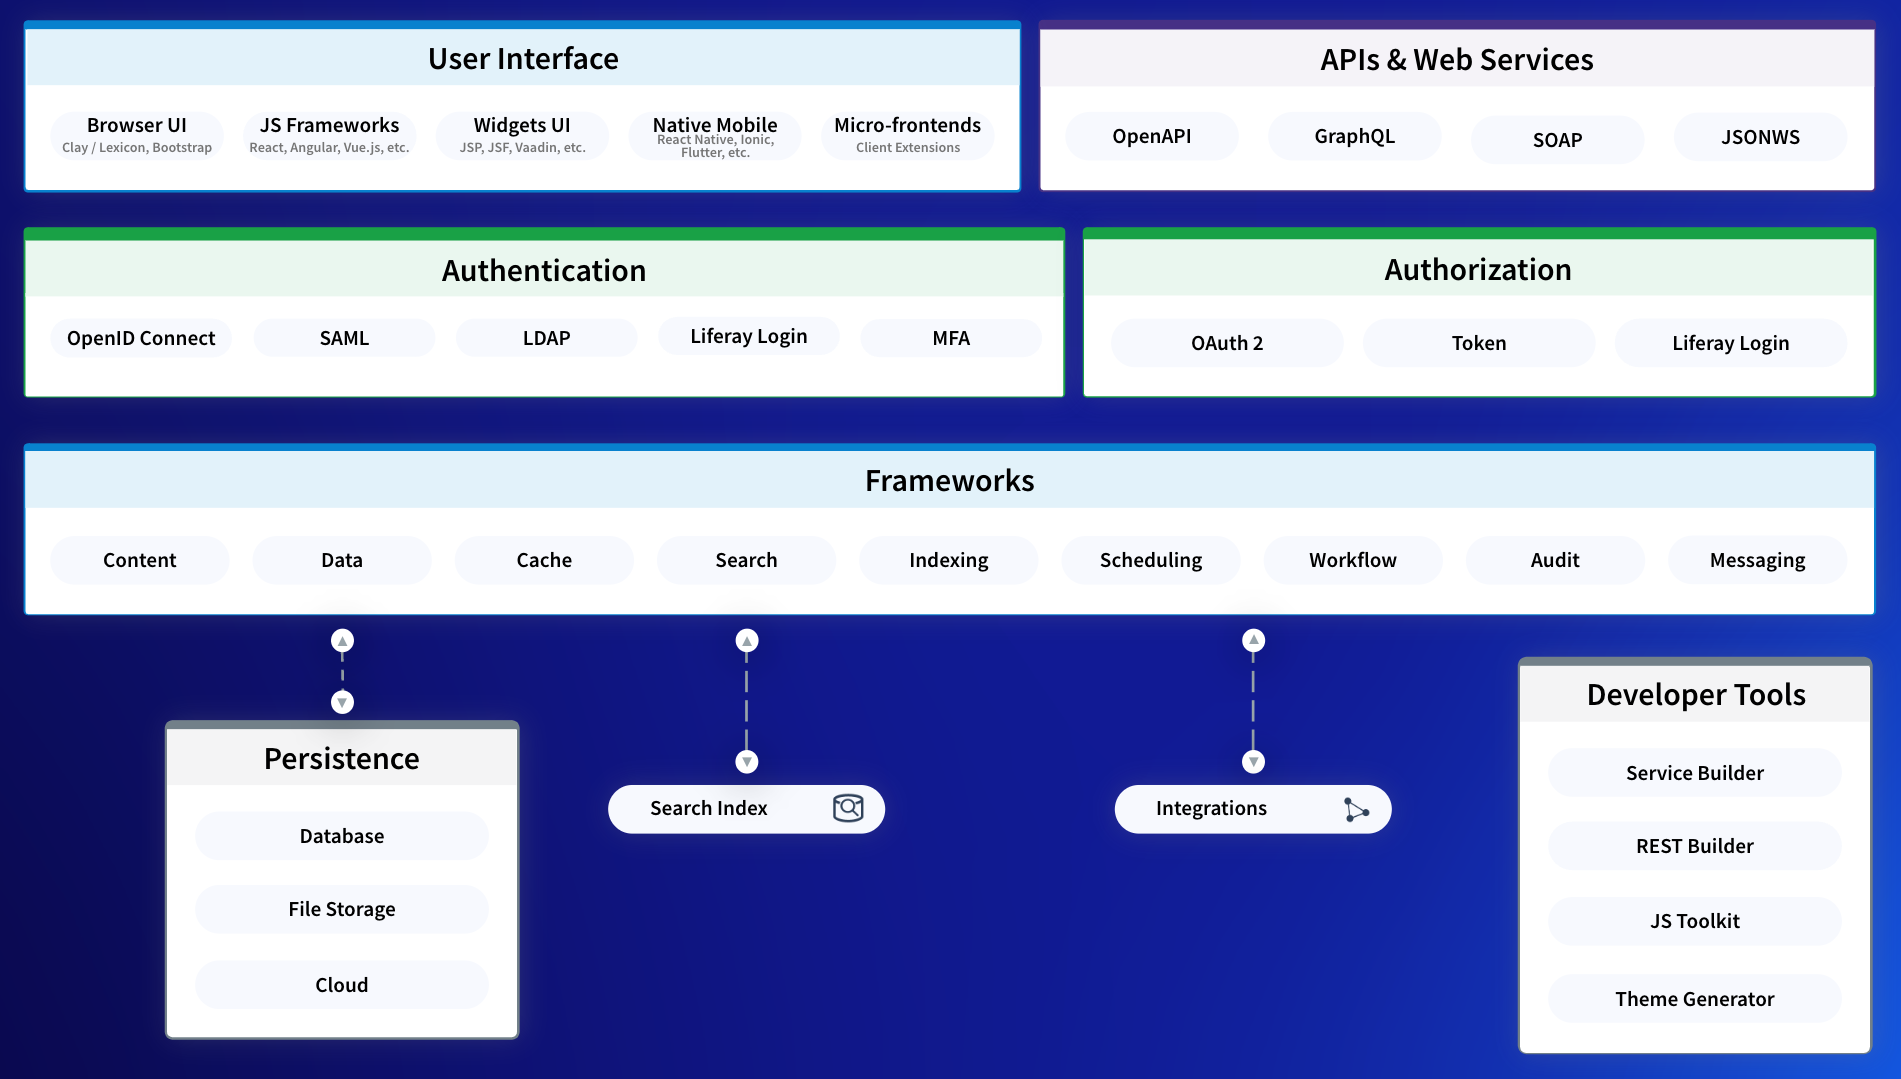 User Interface
Browser UI
Clay / Lexicon, Bootstrap
JS Frameworks
React, Angular, Vue.js, etc.
Widgets UI
JSP, JSF, Vaadin, etc.
Native Mobile
React Native, Ionic,
Flutter, etc.
Micro-frontends
Client Extensions
APIs & Web Services
OpenAPI
GraphQL
SOAP
JSONWS
Authentication
OpenID Connect
SAML
LDAP
Liferay Login
MFA
Authorization
OAuth 2
Token
Liferay Login
Frameworks
Content
Data
Cache
Search
Indexing
Scheduling
Workflow
Audit
Messaging
Persistence
Database
File Storage
Cloud
Search Index
Integrations
Developer Tools
Service Builder
REST Builder
JS Toolkit
Theme Generator